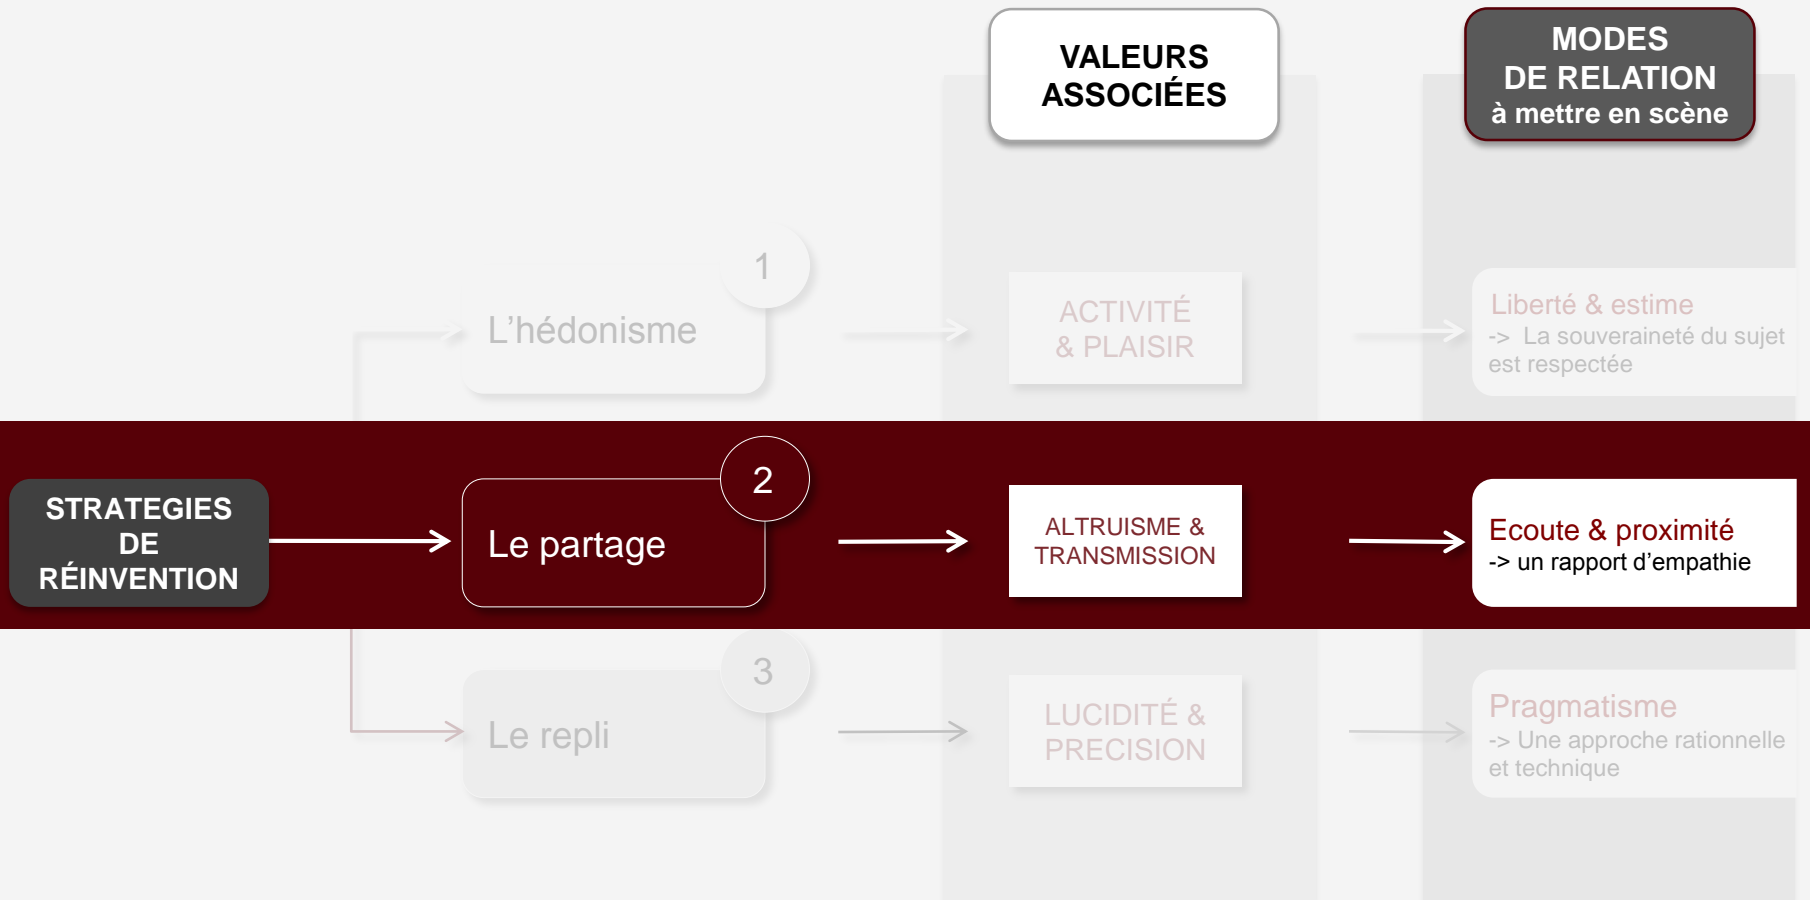 VALEURS
ASSOCIÉES
MODES
DE RELATION
à mettre en scène
1
L’hédonisme
ACTIVITÉ
& PLAISIR
Liberté & estime
-> La souveraineté du sujet
est respectée
STRATEGIES
DE
RÉINVENTION
2
Le partage
ALTRUISME &
TRANSMISSION
Ecoute & proximité
-> un rapport d’empathie
3
Le repli
LUCIDITÉ &
PRECISION
Pragmatisme
-> Une approche rationnelle
et technique